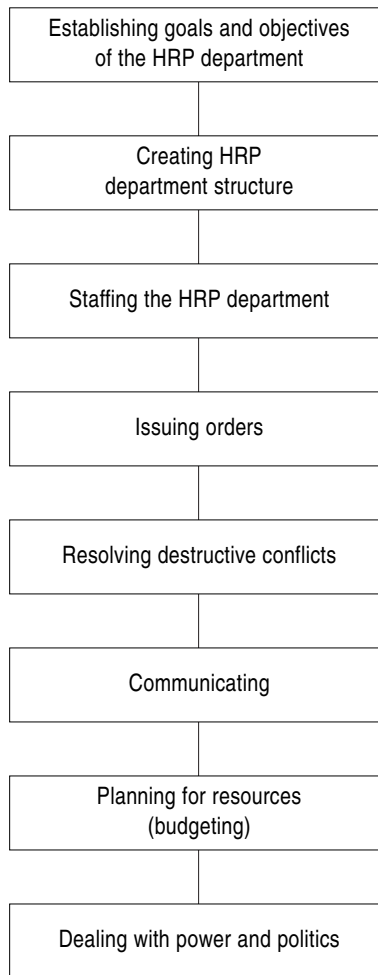 Establishing goals and objectives
of the HRP department
Creating HRP
department structure
Staffing the HRP department
Issuing orders
Resolving destructive conflicts
Communicating
Planning for resources
(budgeting)
Dealing with power and politics